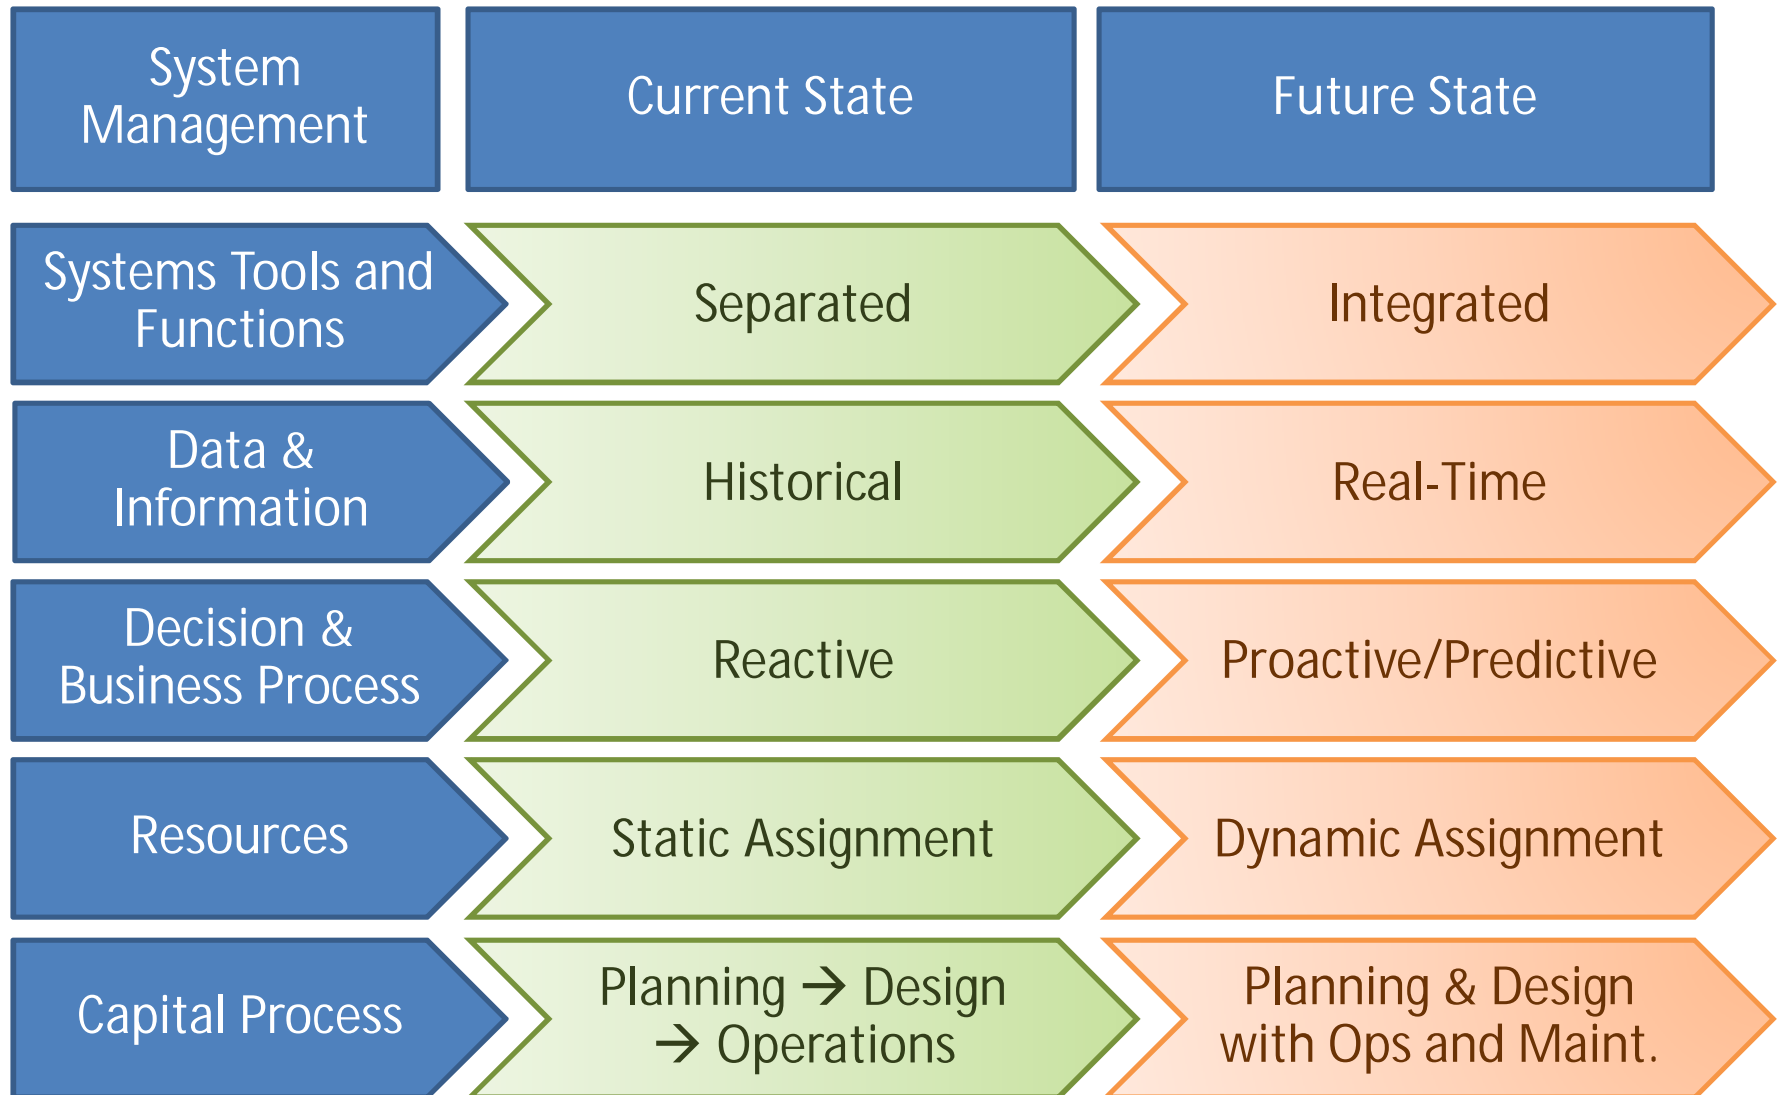 System
Management
Current State
Future State
Systems Tools and
Functions
Separated
Integrated
Data &
Information
Historical
Real-Time
Decision &
Business Process
Reactive
Proactive/Predictive
Resources
Static Assignment
Dynamic Assignment
Capital Process
Planning → Design
→ Operations
Planning & Design
with Ops and Maint.